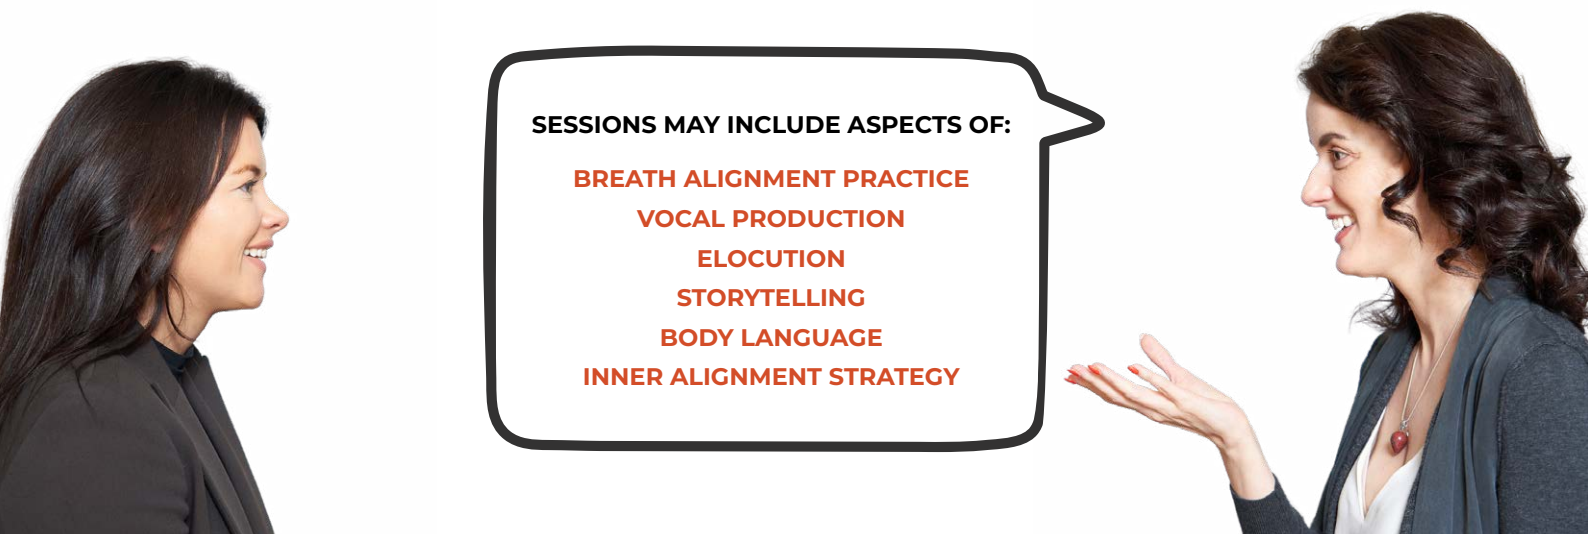 SESSIONS MAY INCLUDE ASPECTS OF:
BREATH ALIGNMENT PRACTICE
VOCAL PRODUCTION
ELOCUTION
STORYTELLING
BODY LANGUAGE
INNER ALIGNMENT STRATEGY